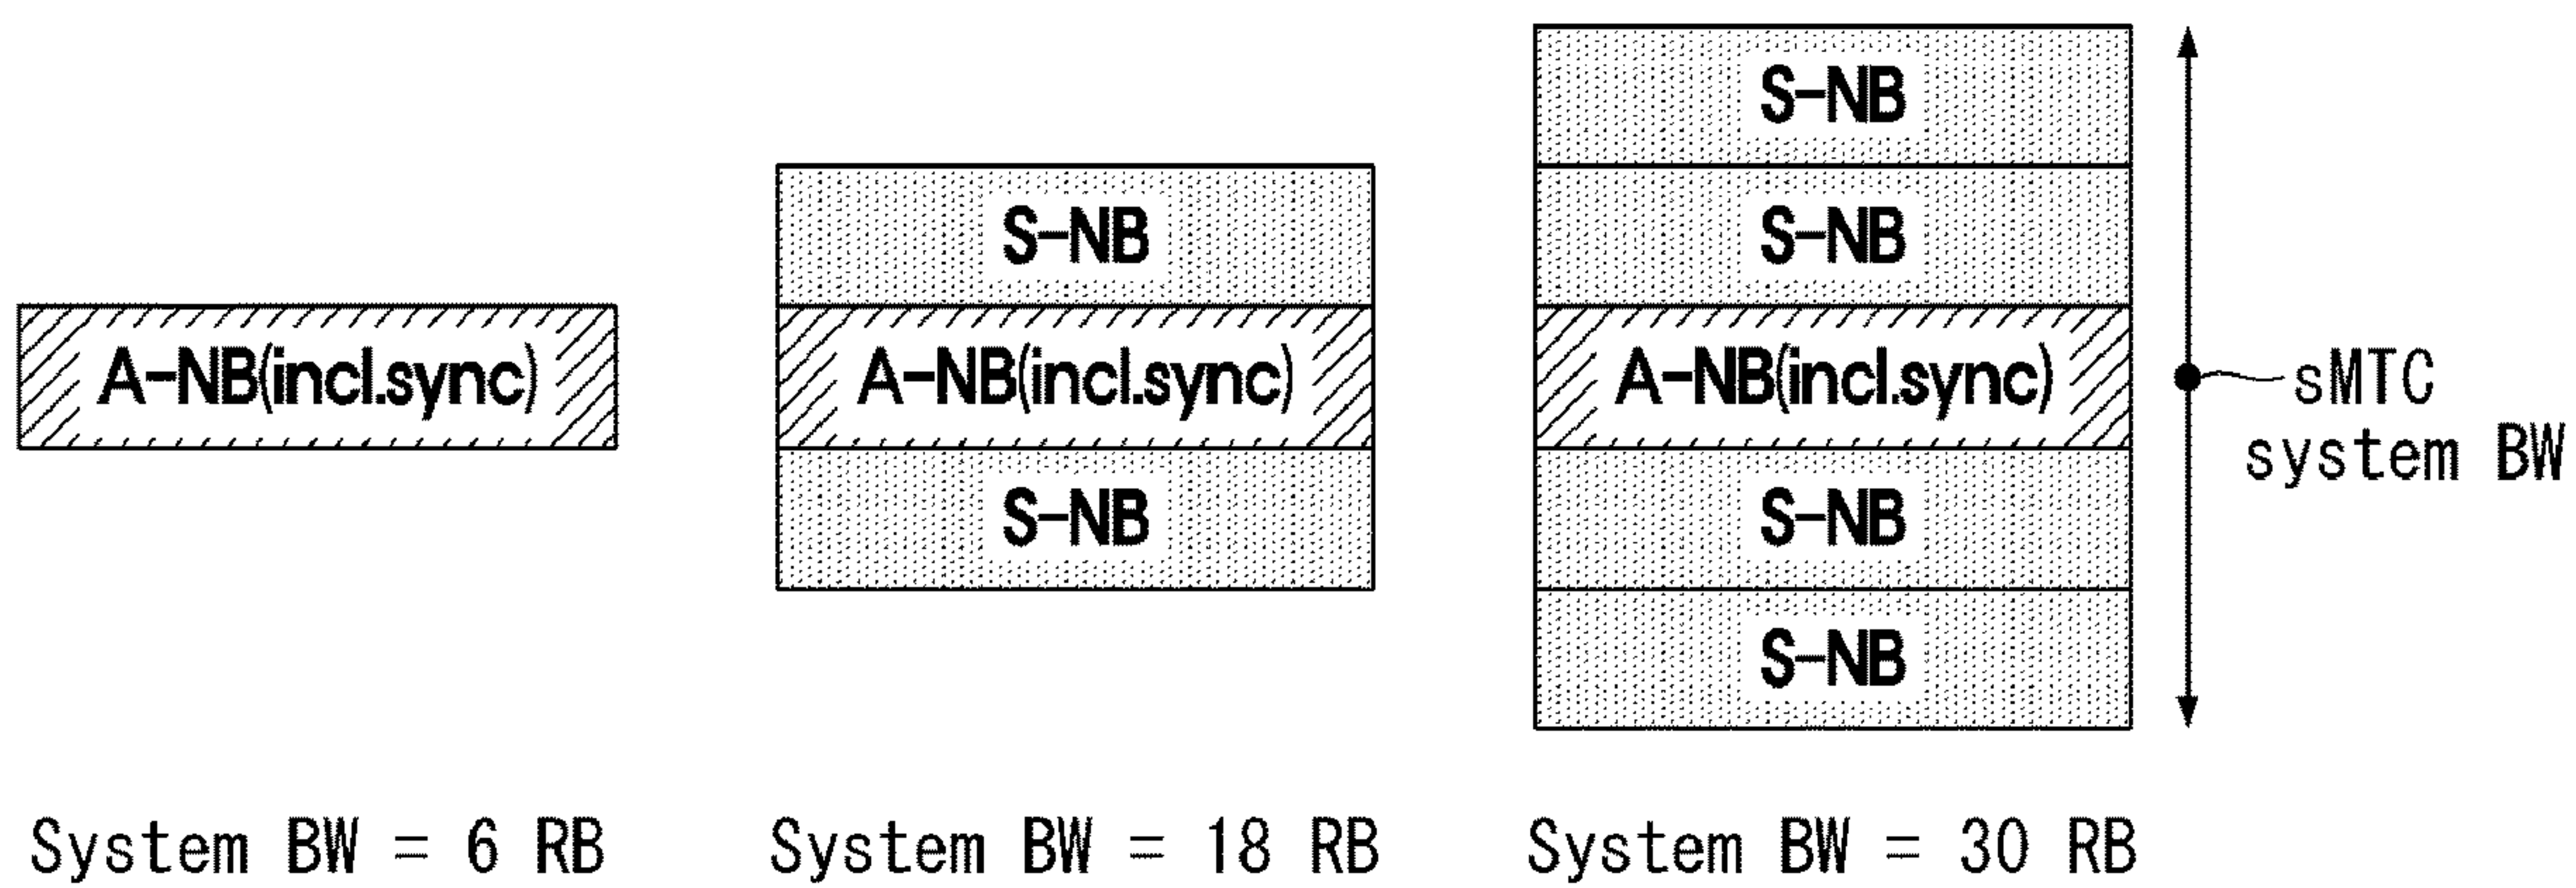 A-NB(incl.sync)
System BW = 6 RB
S-NB
A-NB(incl.sync)
S-NB
System BW = 18 RB
S-NB
S-NB
A-NB(incl.sync)
S-NB
S-NB
System BW = 30 RB
sMTC
system BW